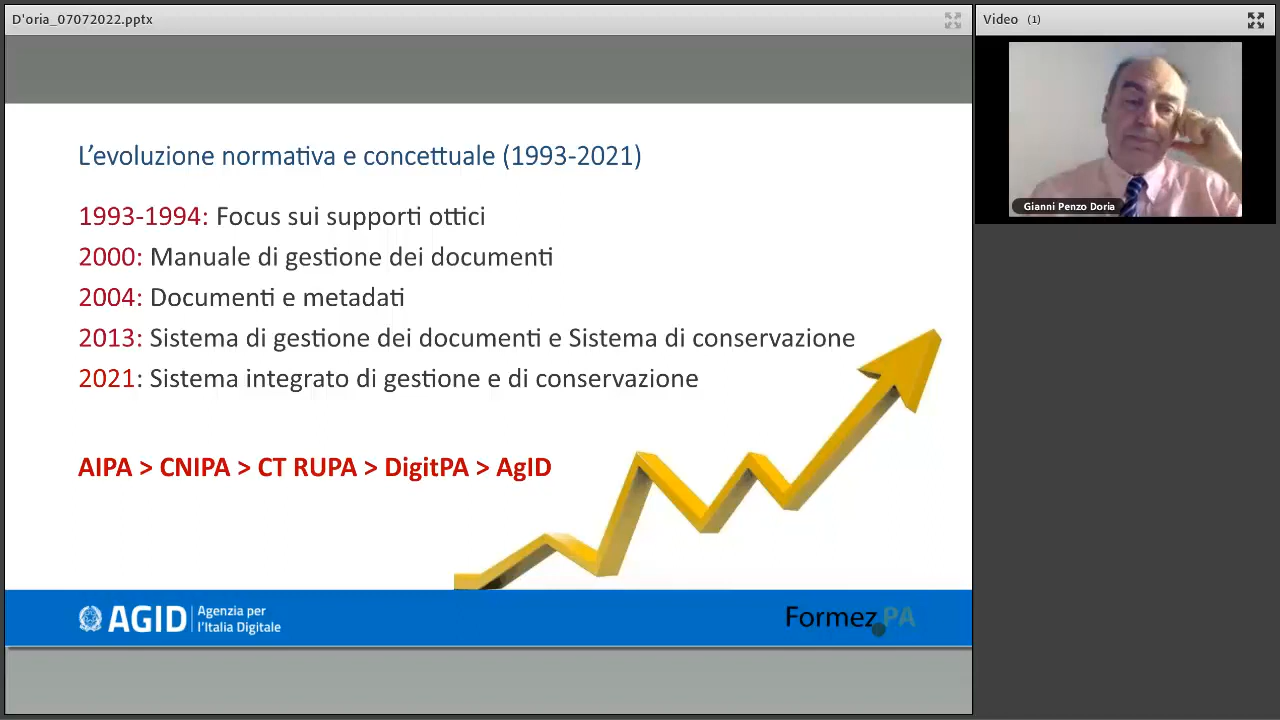 D'oria_07072022.pptx
Video (1)
Gianni Penzo Doria
L'evoluzione normativa e concettuale (1993-2021)
1993-1994: Focus sui supporti ottici
2000: Manuale di gestione dei documenti
2004: Documenti e metadati
2013: Sistema di gestione dei documenti e Sistema di conservazione
2021: Sistema integrato di gestione e di conservazione
AIPA > CNIPA > CT RUPA > DigitPA > AgID
AGID
Agenzia per
l'Italia Digitale
Formez PA